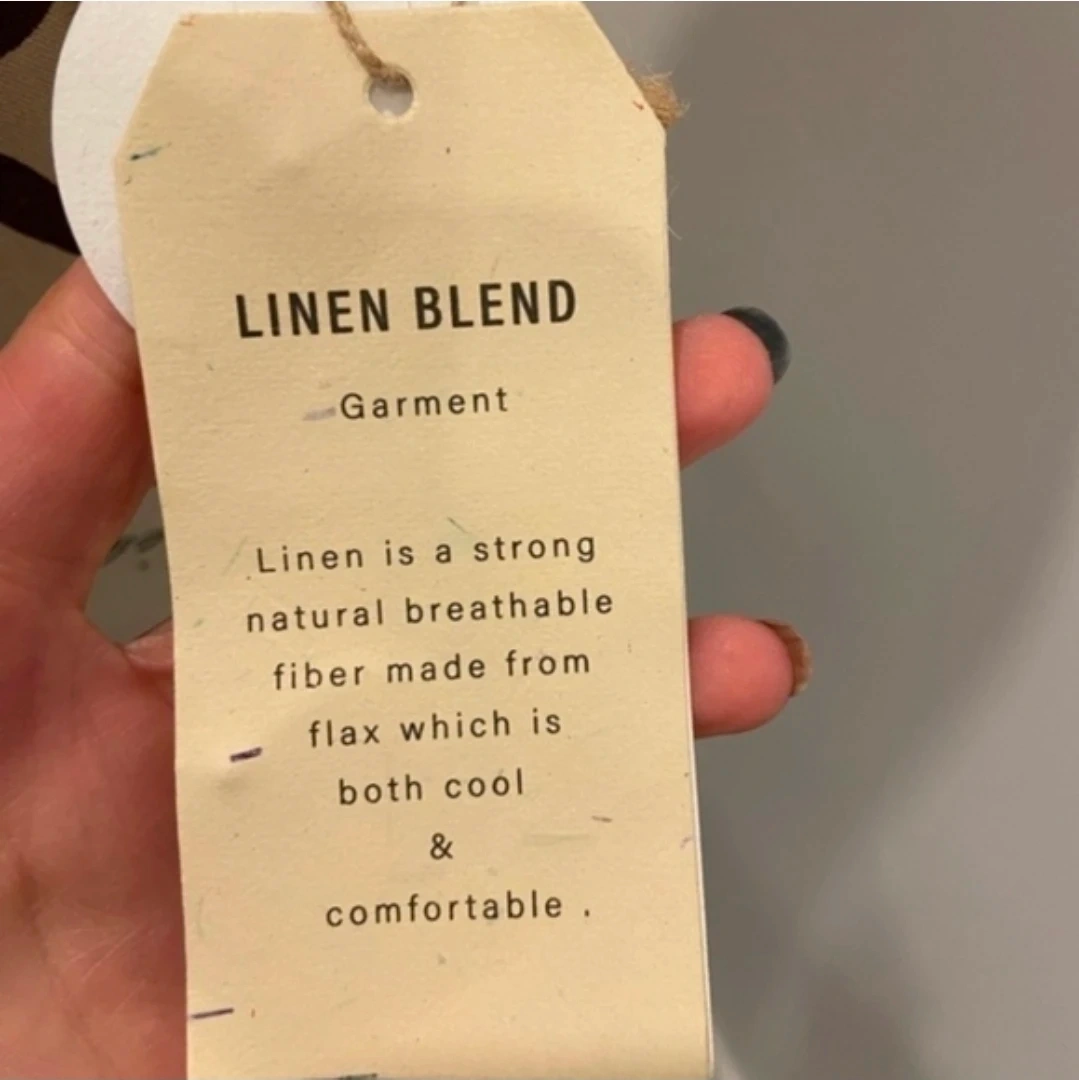 LINEN BLEND
Garment
Linen is a strong
natural breathable
fiber made from
flax which is
both cool
&
comfortable .